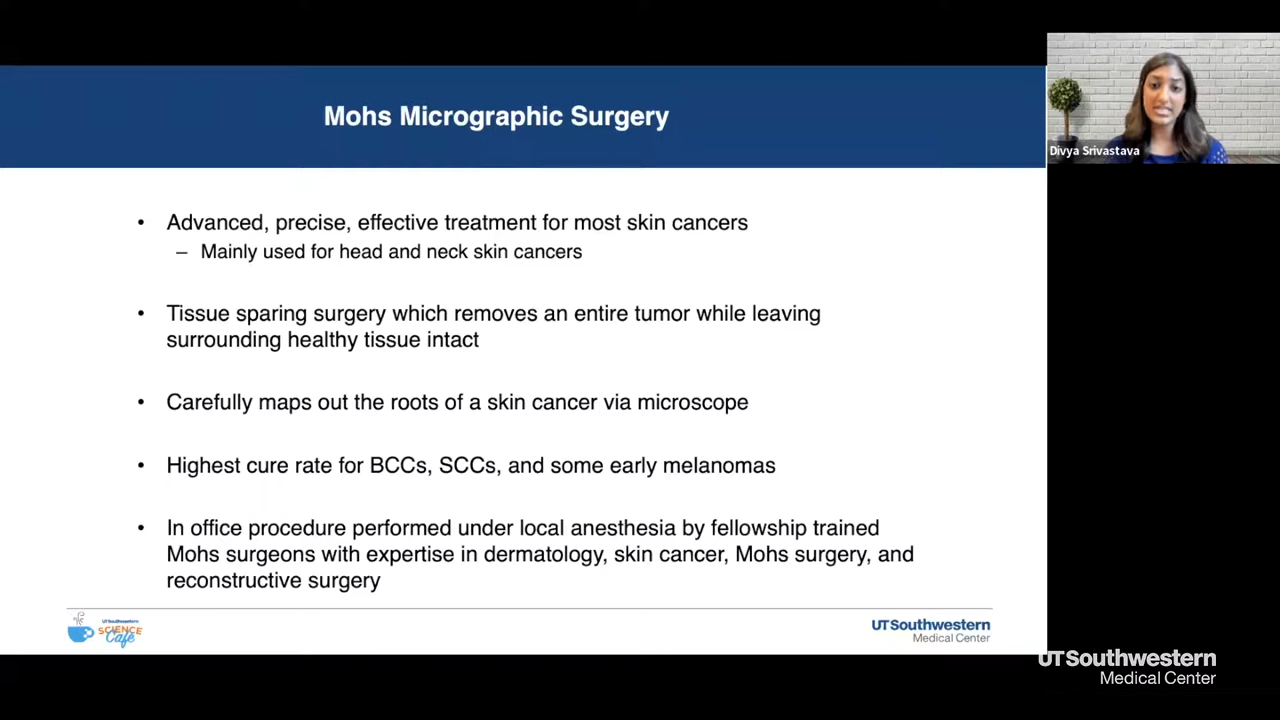 Mohs Micrographic Surgery
Divya Srivastava
• Advanced, precise, effective treatment for most skin cancers
– Mainly used for head and neck skin cancers
• Tissue sparing surgery which removes an entire tumor while leaving
surrounding healthy tissue intact
• Carefully maps out the roots of a skin cancer via microscope
• Highest cure rate for BCCs, SCCs, and some early melanomas
• In office procedure performed under local anesthesia by fellowship trained
Mohs surgeons with expertise in dermatology, skin cancer, Mohs surgery, and
reconstructive surgery
UTSouthwestern
SCIENCE
Café
UTSouthwestern
Medical Center
UTSouthwestern
Medical Center